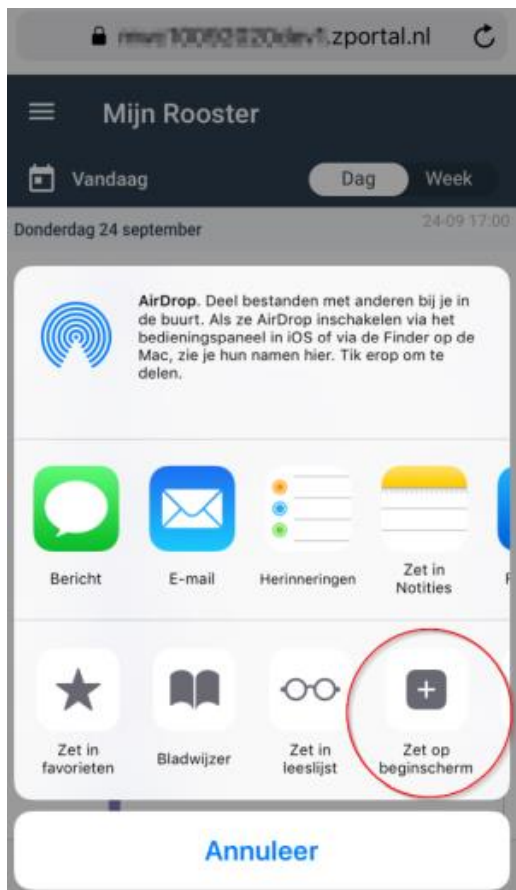 .zportal.nl
Mijn Rooster
Vandaag
Dag
Week
Donderdag 24 september
24-09 17:00
AirDrop. Deel bestanden met anderen bij je in
de buurt. Als ze AirDrop inschakelen via het
bedieningspaneel in iOS of via de Finder op de
Mac, zie je hun namen hier. Tik erop om te
delen.
Bericht
E-mail
Herinneringen
Zet in
Notities
Zet in
favorieten
Bladwijzer
Zet in
leeslijst
Zet op
beginscherm
Annuleer